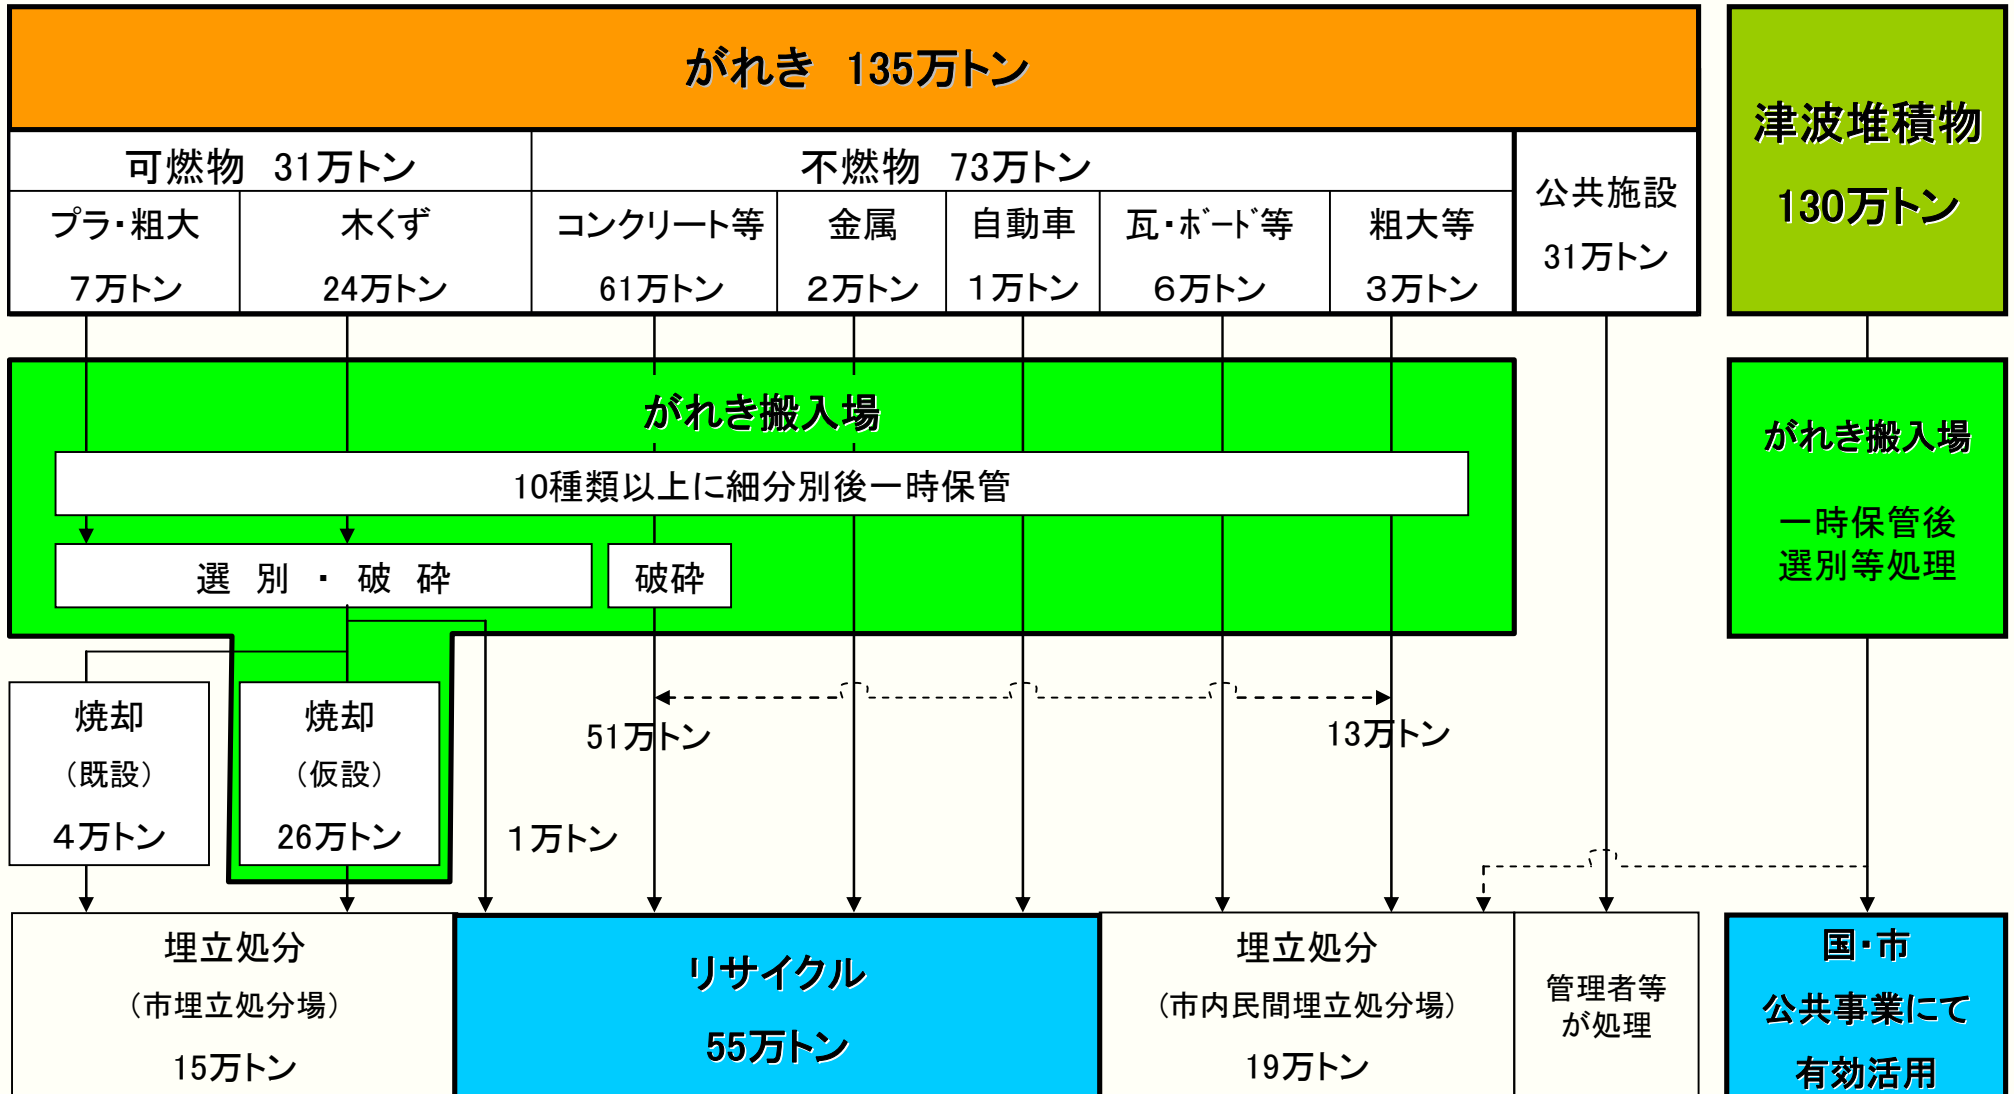 がれき 135万トン
津波堆積物
130万トン
可燃物 31万トン
不燃物 73万トン
公共施設
31万トン
プラ・粗大
7万トン
木くず
24万トン
コンクリート等
61万トン
金属
2万トン
自動車
1万トン
瓦・ボード等
6万トン
粗大等
3万トン
がれき搬入場
10種類以上に細分別後一時保管
選別・破砕
破砕
がれき搬入場
一時保管後
選別等処理
焼却
(既設)
4万トン
焼却
(仮設)
26万トン
1万トン
51万トン
13万トン
埋立処分
(市埋立処分場)
15万トン
リサイクル
55万トン
埋立処分
(市内民間埋立処分場)
19万トン
管理者等
が処理
国・市
公共事業にて
有効活用